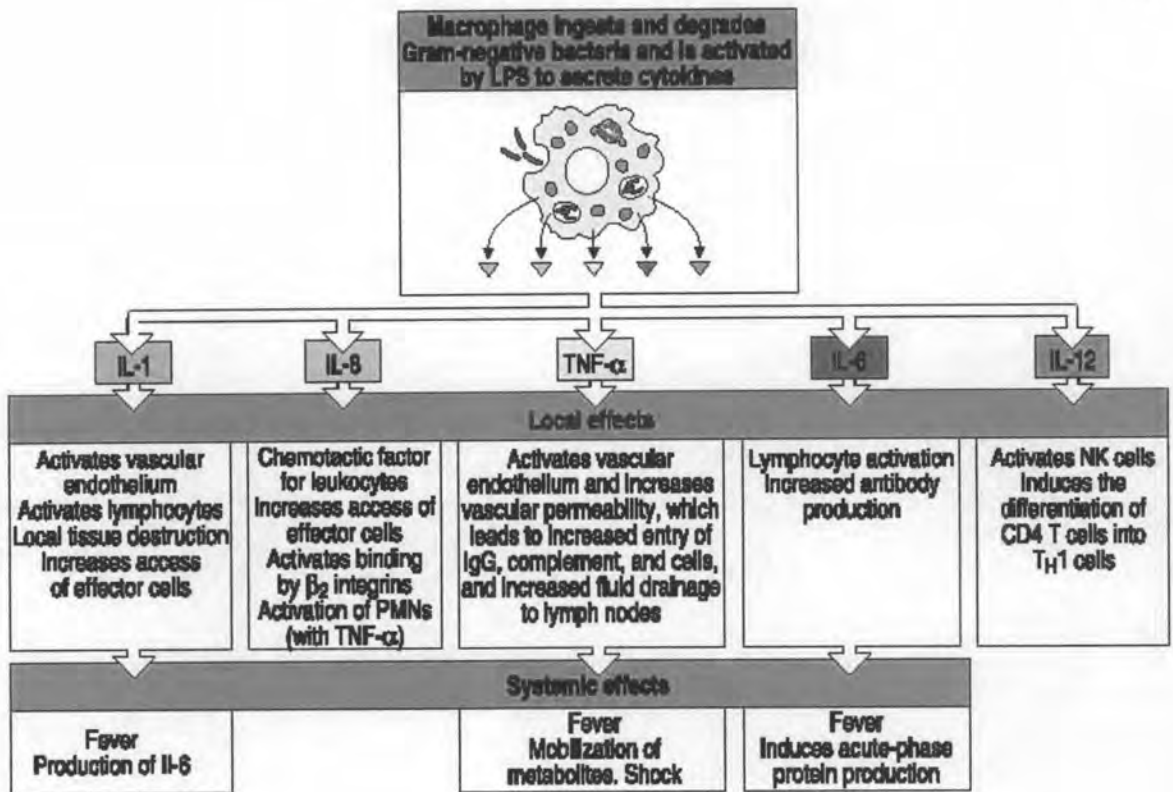 Macrophage ingests and degrades
Gram-negative bacteria and is activated
by LPS to secrete cytokines
IL-1
IL-8
TNF-α
IL-6
IL-12
Local effects
Activates vascular
endothelium
Activates lymphocytes
Local tissue destruction
Increases access
of effector cells
Chemotactic factor
for leukocytes
Increases access of
effector cells
Activates binding
by β₂ integrins
Activation of PMNs
(with TNF-α)
Activates vascular
endothelium and increases
vascular permeability, which
leads to increased entry of
IgG, complement, and cells,
and increased fluid drainage
to lymph nodes
Lymphocyte activation
Increased antibody
production
Activates NK cells
Induces the
differentiation of
CD4 T cells into
T_H1 cells
Systemic effects
Fever
Production of Il-6
Fever
Mobilization of
metabolites. Shock
Fever
Induces acute-phase
protein production